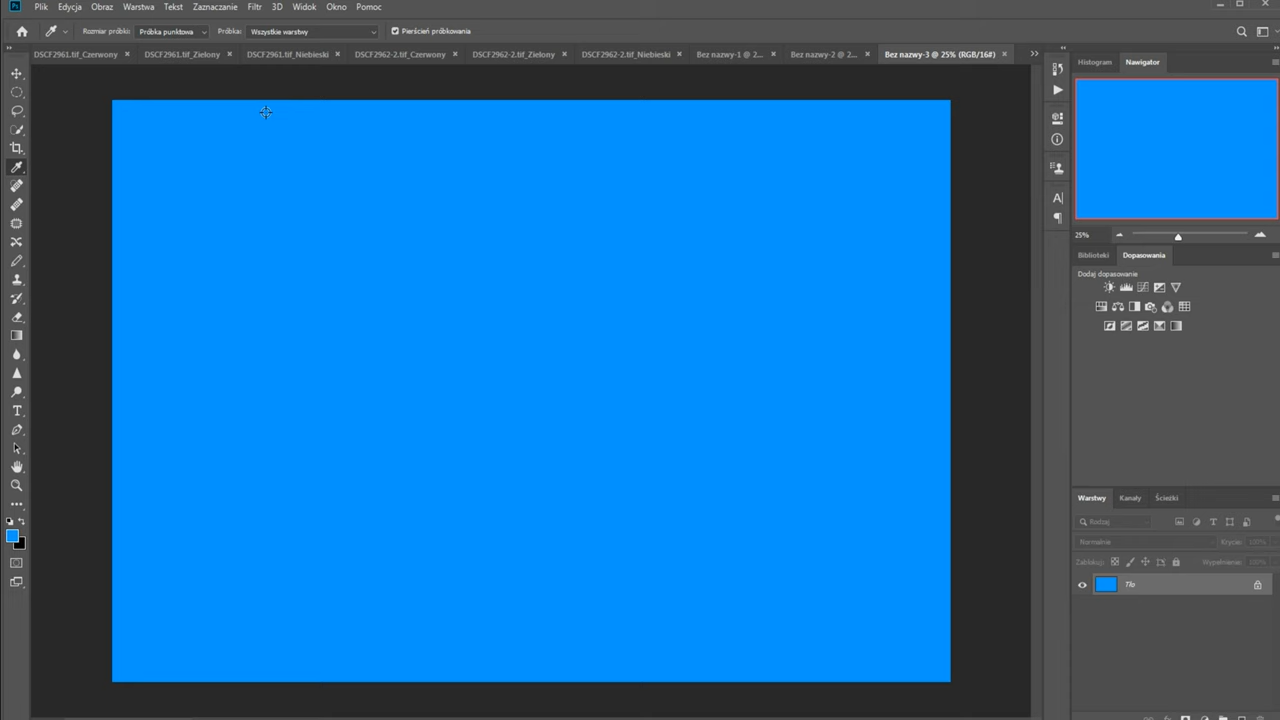 Ps Plik Edycja Obraz Warstwa Tekst Zaznaczanie Filtr 3D Widok Okno Pomoc
Rozmiar próbki: Próbka punktowa Próbka: Wszystkie warstwy Pierścień próbkowania
DSCF2961.tif_Czerwony DSCF2961.tif_Zielony DSCF2961.tif_Niebieski DSCF2962-2.tif_Czerwony DSCF2962-2.tif_Zielony DSCF2962-2.tif_Niebieski Bez nazwy-1 @ 2... Bez nazwy-2 @ 2... Bez nazwy-3 @ 25% (RGB/16#)
Histogram Nawigator
25%
Biblioteki Dopasowania
Dodaj dopasowanie
Warstwy Kanały Ścieżki
Rodzaj
Normalnie Krycie: 100%
Zablokuj: Wypełnienie: 100%
Tło